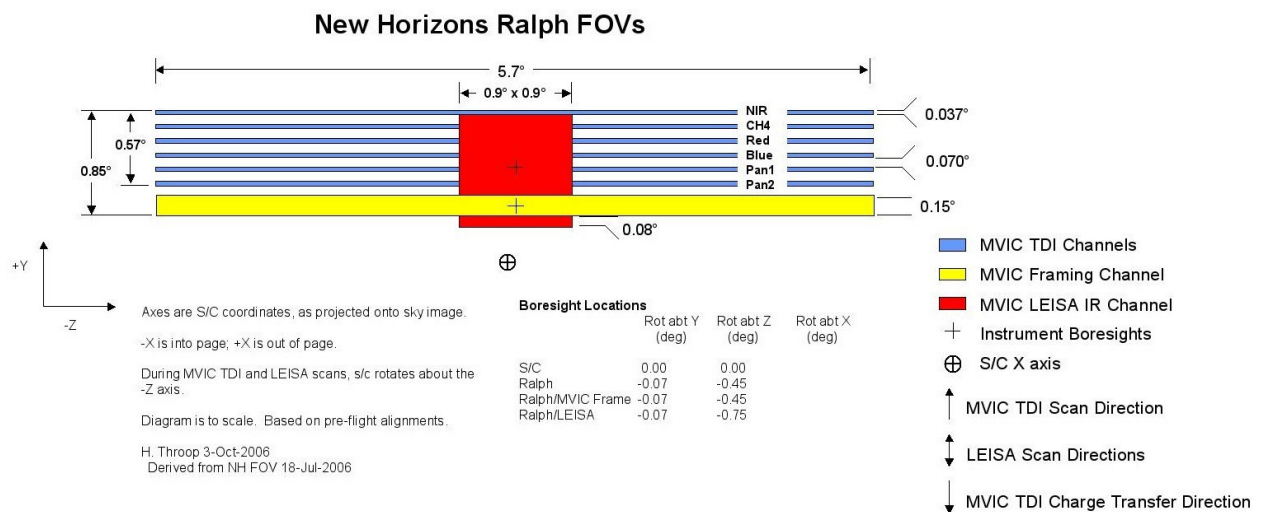 New Horizons Ralph FOVs
5.7°
0.9° x 0.9°
NIR
CH4
Red
Blue
Pan1
Pan2
0.037°
0.070°
0.15°
0.57°
0.85°
0.08°
+Y
-Z
MVIC TDI Channels
MVIC Framing Channel
MVIC LEISA IR Channel
Instrument Boresights
S/C X axis
MVIC TDI Scan Direction
LEISA Scan Directions
MVIC TDI Charge Transfer Direction
Axes are S/C coordinates, as projected onto sky image.
-X is into page; +X is out of page.
During MVIC TDI and LEISA scans, s/c rotates about the
-Z axis.
Diagram is to scale. Based on pre-flight alignments.
H. Throop 3-Oct-2006
Derived from NH FOV 18-Jul-2006
Boresight Locations
Rot abt Y Rot abt Z Rot abt X
(deg) (deg) (deg)
S/C 0.00 0.00
Ralph -0.07 -0.45
Ralph/MVIC Frame -0.07 -0.45
Ralph/LEISA -0.07 -0.75